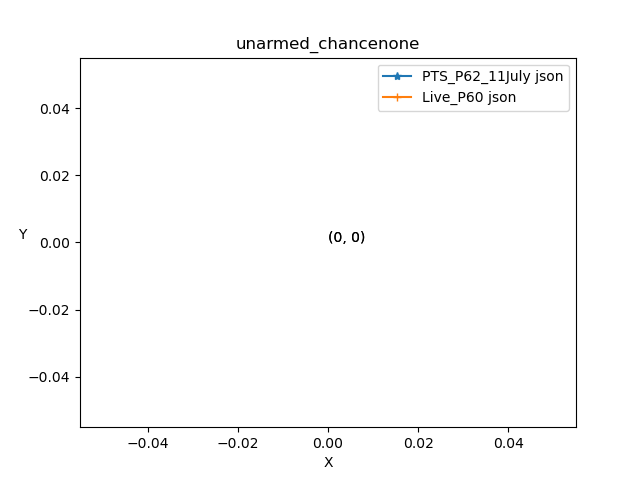 unarmed_chancenone
PTS_P62_11July json
Live_P60 json
0.04
0.02
Y
0.00
(0, 0)
−0.02
−0.04
−0.04 −0.02 0.00 0.02 0.04
X